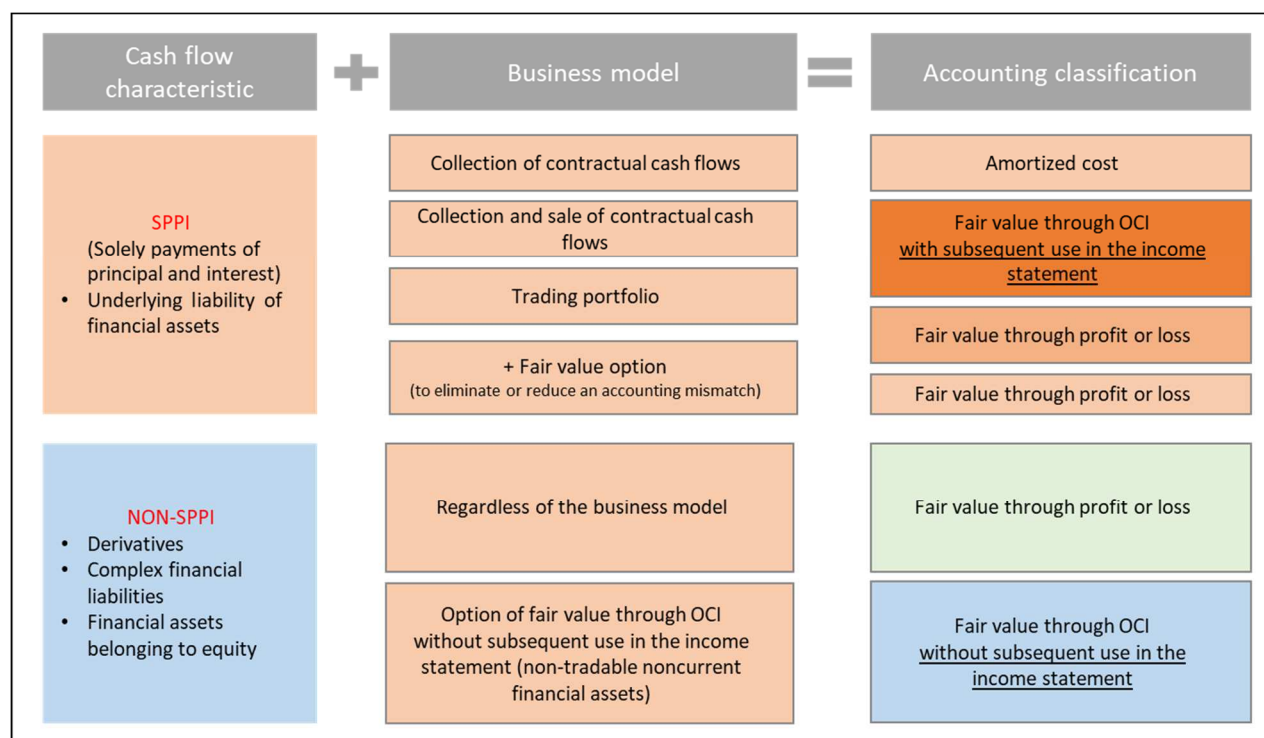 Cash flow
characteristic
+
Business model
=
Accounting classification
SPPI
(Solely payments of
principal and interest)
• Underlying liability of
financial assets
Collection of contractual cash flows
Amortized cost
Collection and sale of contractual cash
flows
Fair value through OCI
with subsequent use in the income
statement
Trading portfolio
Fair value through profit or loss
+ Fair value option
(to eliminate or reduce an accounting mismatch)
Fair value through profit or loss
NON-SPPI
• Derivatives
• Complex financial
liabilities
• Financial assets
belonging to equity
Regardless of the business model
Fair value through profit or loss
Option of fair value through OCI
without subsequent use in the income
statement (non-tradable noncurrent
financial assets)
Fair value through OCI
without subsequent use in the
income statement